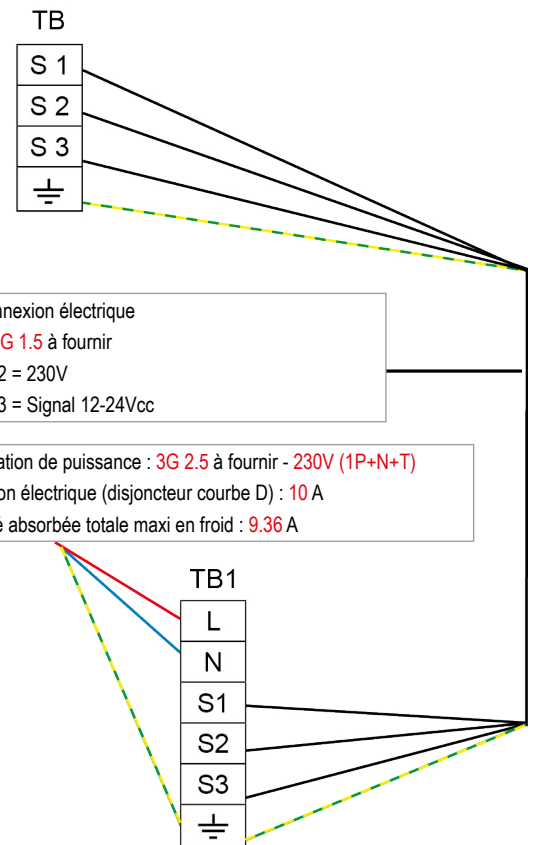 TB
S 1
S 2
S 3
nnexion électrique
G 1.5 à fournir
2 = 230V
3 = Signal 12-24Vcc
ation de puissance : 3G 2.5 à fournir - 230V (1P+N+T)
on électrique (disjoncteur courbe D) : 10 A
é absorbée totale maxi en froid : 9.36 A
TB1
L
N
S1
S2
S3